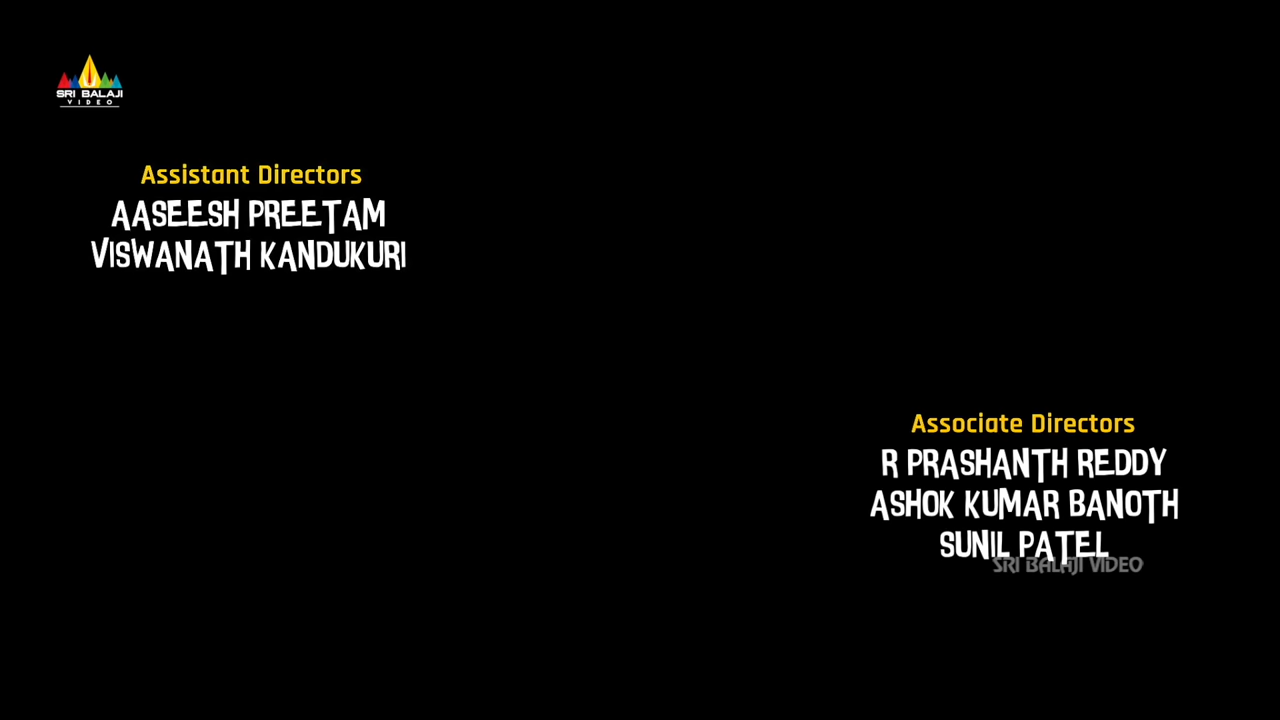 SRI BALAJI
VIDEO
Assistant Directors
AASEESH PREETAM
VISWANATH KANDUKURI
Associate Directors
R PRASHANTH REDDY
ASHOK KUMAR BANOTH
SUNIL PATEL
SRI BALAJI VIDEO